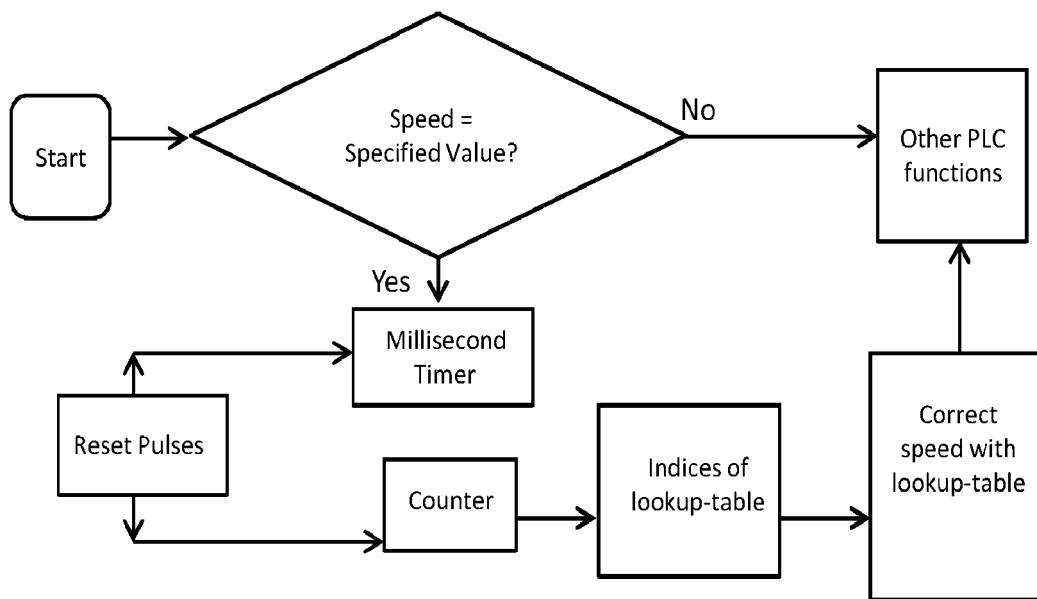 Start
Speed =
Specified Value?
No
Other PLC
functions
Yes
Millisecond
Timer
Reset Pulses
Counter
Indices of
lookup-table
Correct
speed with
lookup-table